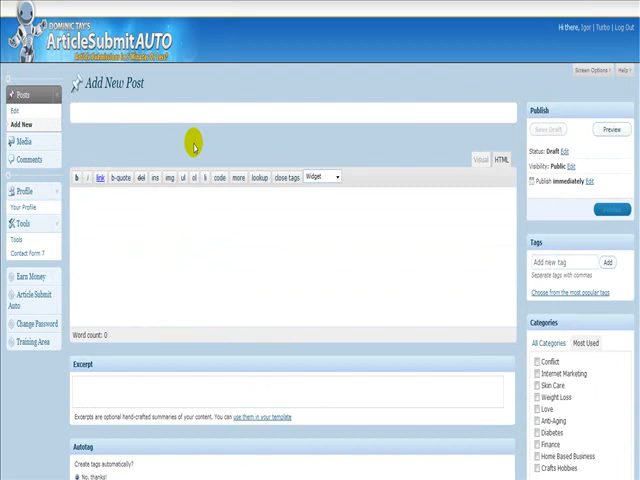 DOMINIC TAY'S
ArticleSubmitAUTO
Hi there, Igor | Turbo | Log Out
Screen Options
Help
Add New Post
Posts
Edit
Add New
Media
Comments
Profile
Your Profile
Tools
Tools
Contact Form 7
Earn Money
Article Submit
Auto
Change Password
Training Area
Visual
HTML
b
i
link
b-quote
del
ins
img
ul
ol
li
code
more
lookup
close tags
Widget
Word count: 0
Excerpt
Excerpts are optional hand-crafted summaries of your content. You can use them in your template
Autotag
Create tags automatically?
No, thanks!
Publish
Save Draft
Preview
Status: Draft Edit
Visibility: Public Edit
Publish immediately Edit
Tags
Add new tag
Add
Separate tags with commas
Choose from the most popular tags
Categories
All Categories
Most Used
Conflict
Internet Marketing
Skin Care
Weight Loss
Love
Anti-Aging
Diabetes
Finance
Home Based Business
Crafts Hobbies